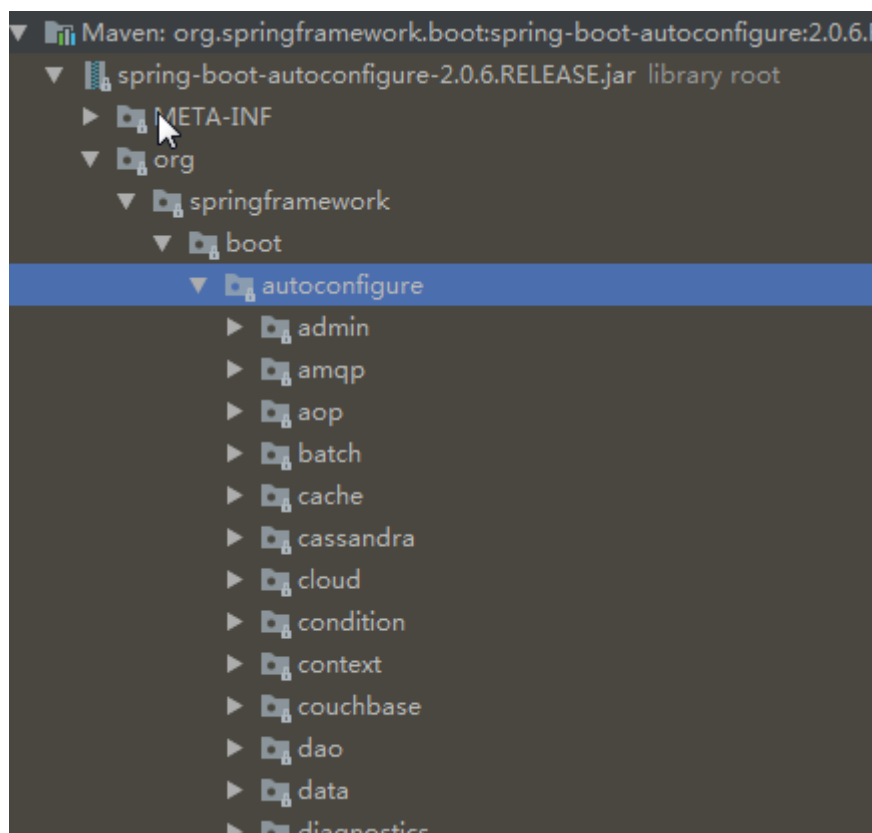 Maven: org.springframework.boot:spring-boot-autoconfigure:2.0.6.
spring-boot-autoconfigure-2.0.6.RELEASE.jar library root
META-INF
org
springframework
boot
autoconfigure
admin
amqp
aop
batch
cache
cassandra
cloud
condition
context
couchbase
dao
data
diagnostics